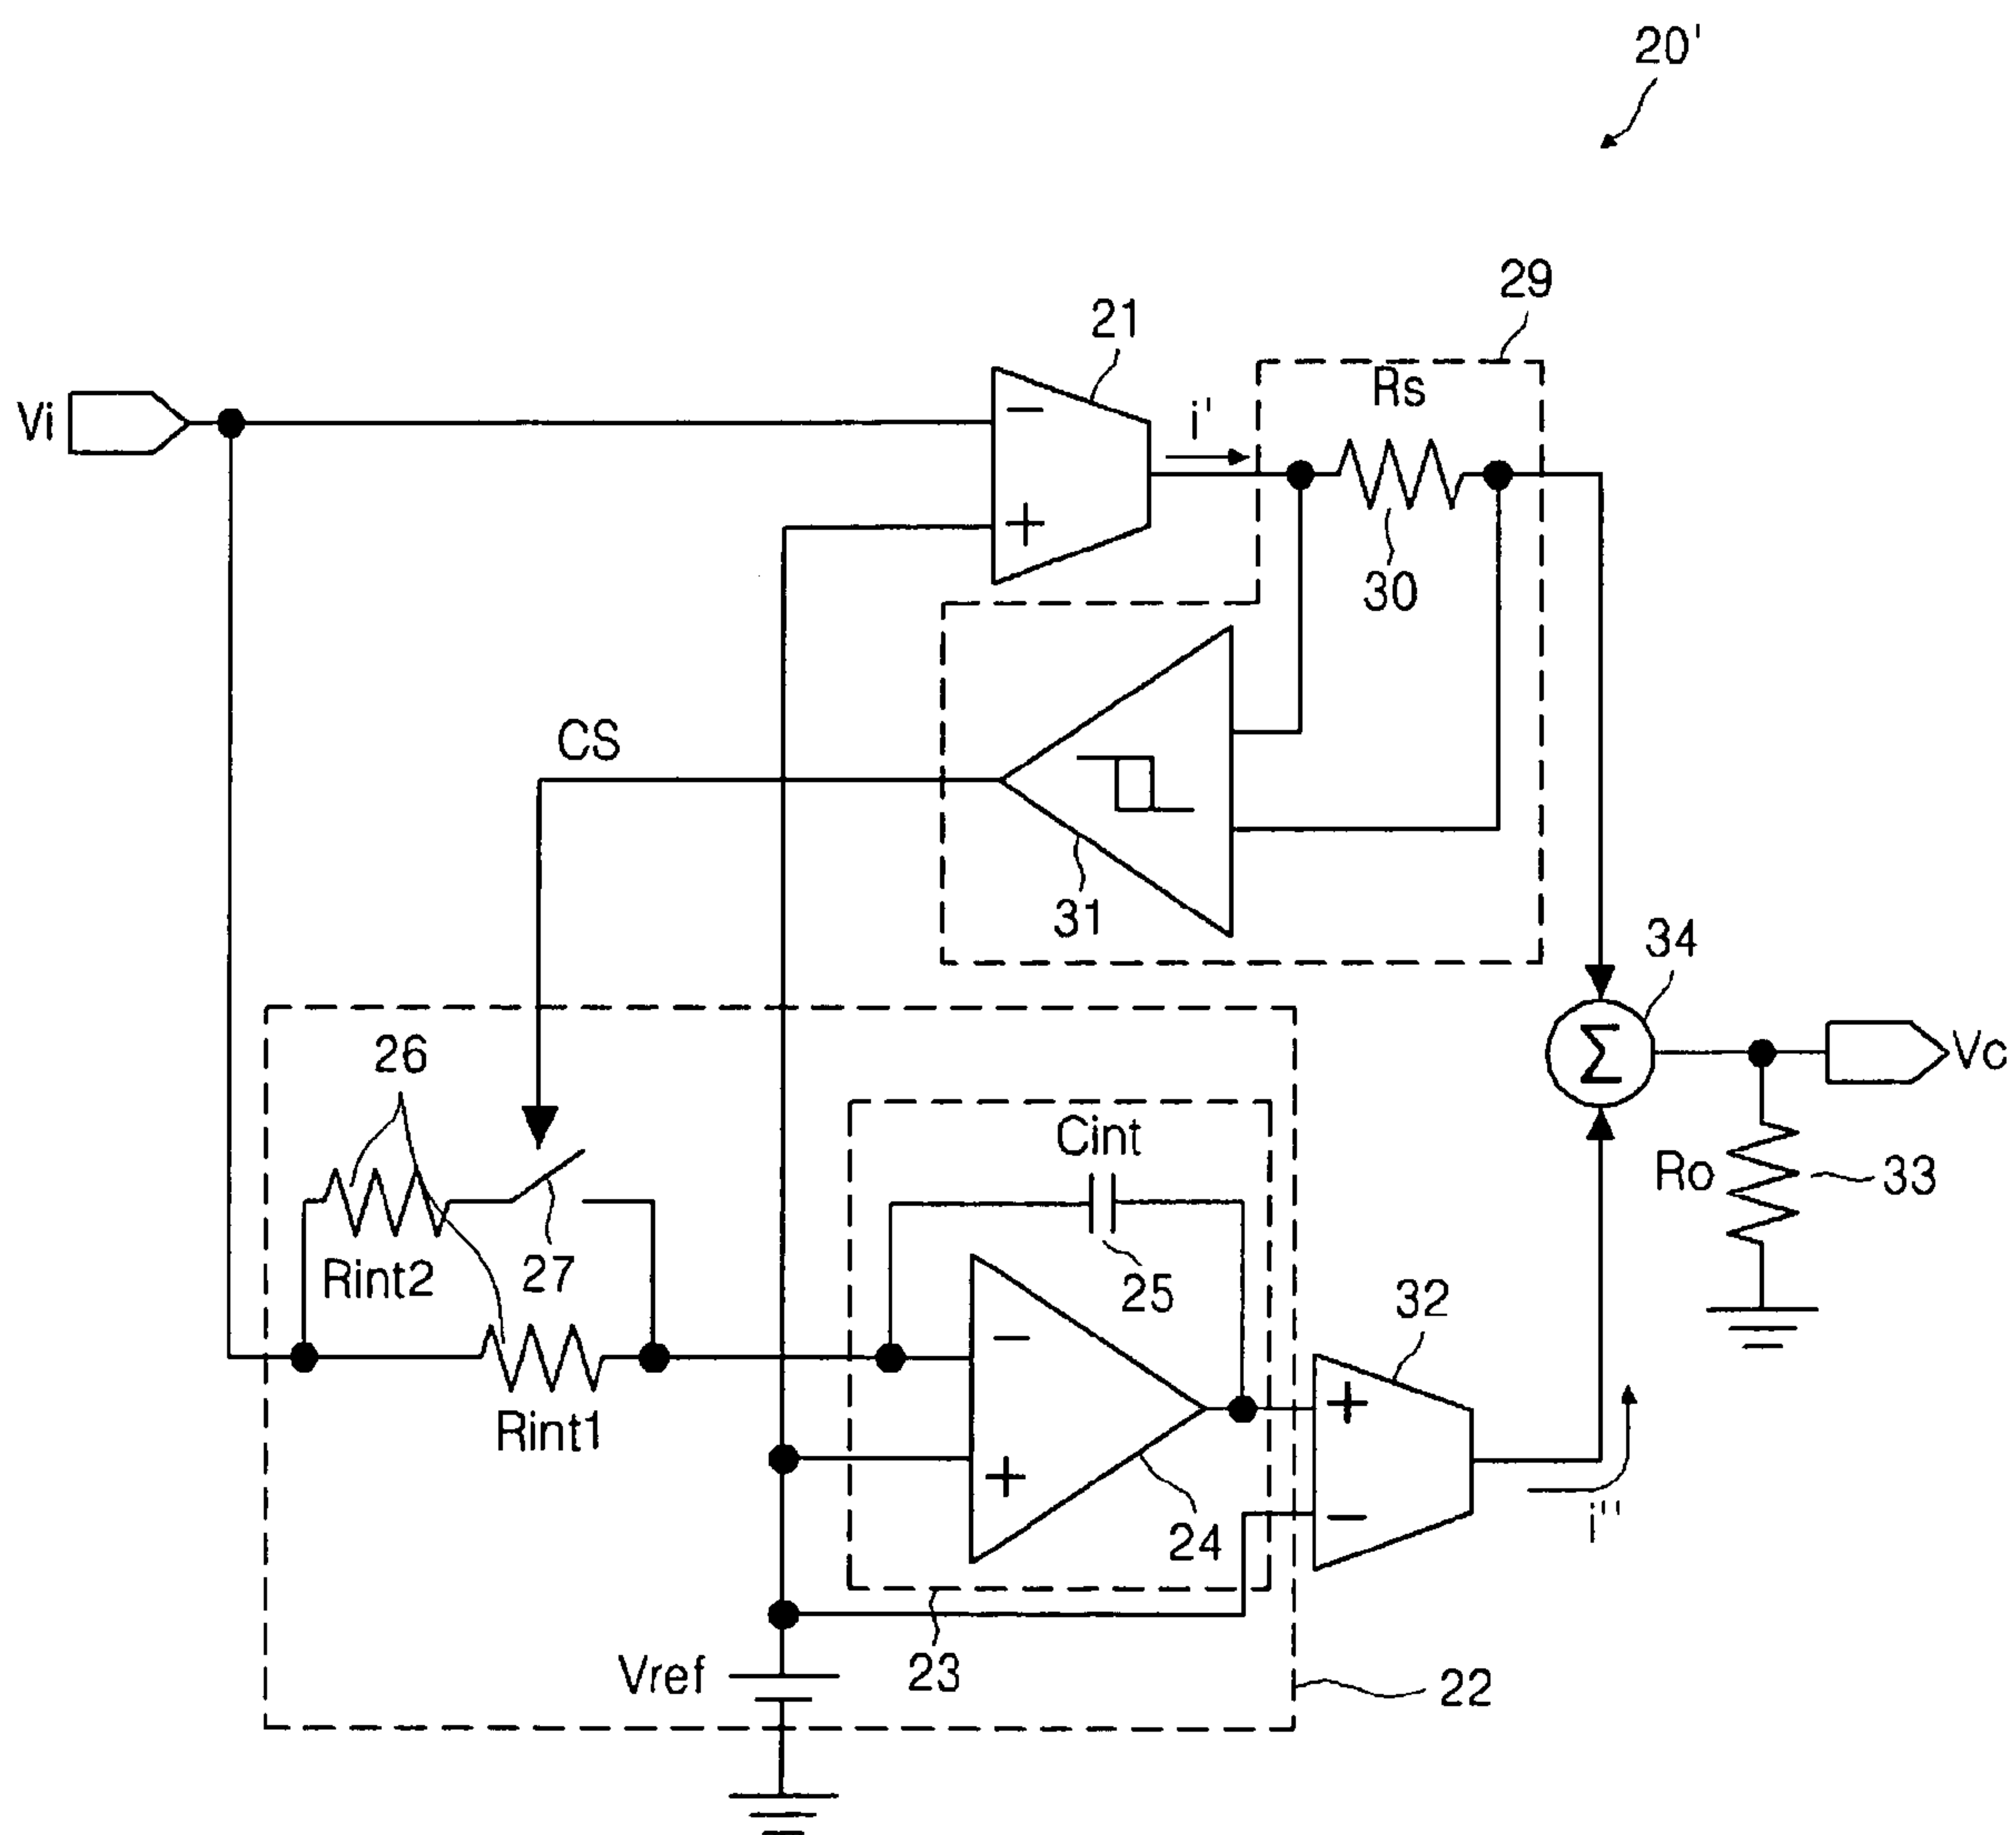 20'
29
21
Rs
Vi
i'
−
+
30
CS
31
34
26
Σ
Vc
Cint
Ro
33
Rint2
27
25
32
−
+
Rint1
+
24
−
i''
Vref
23
22